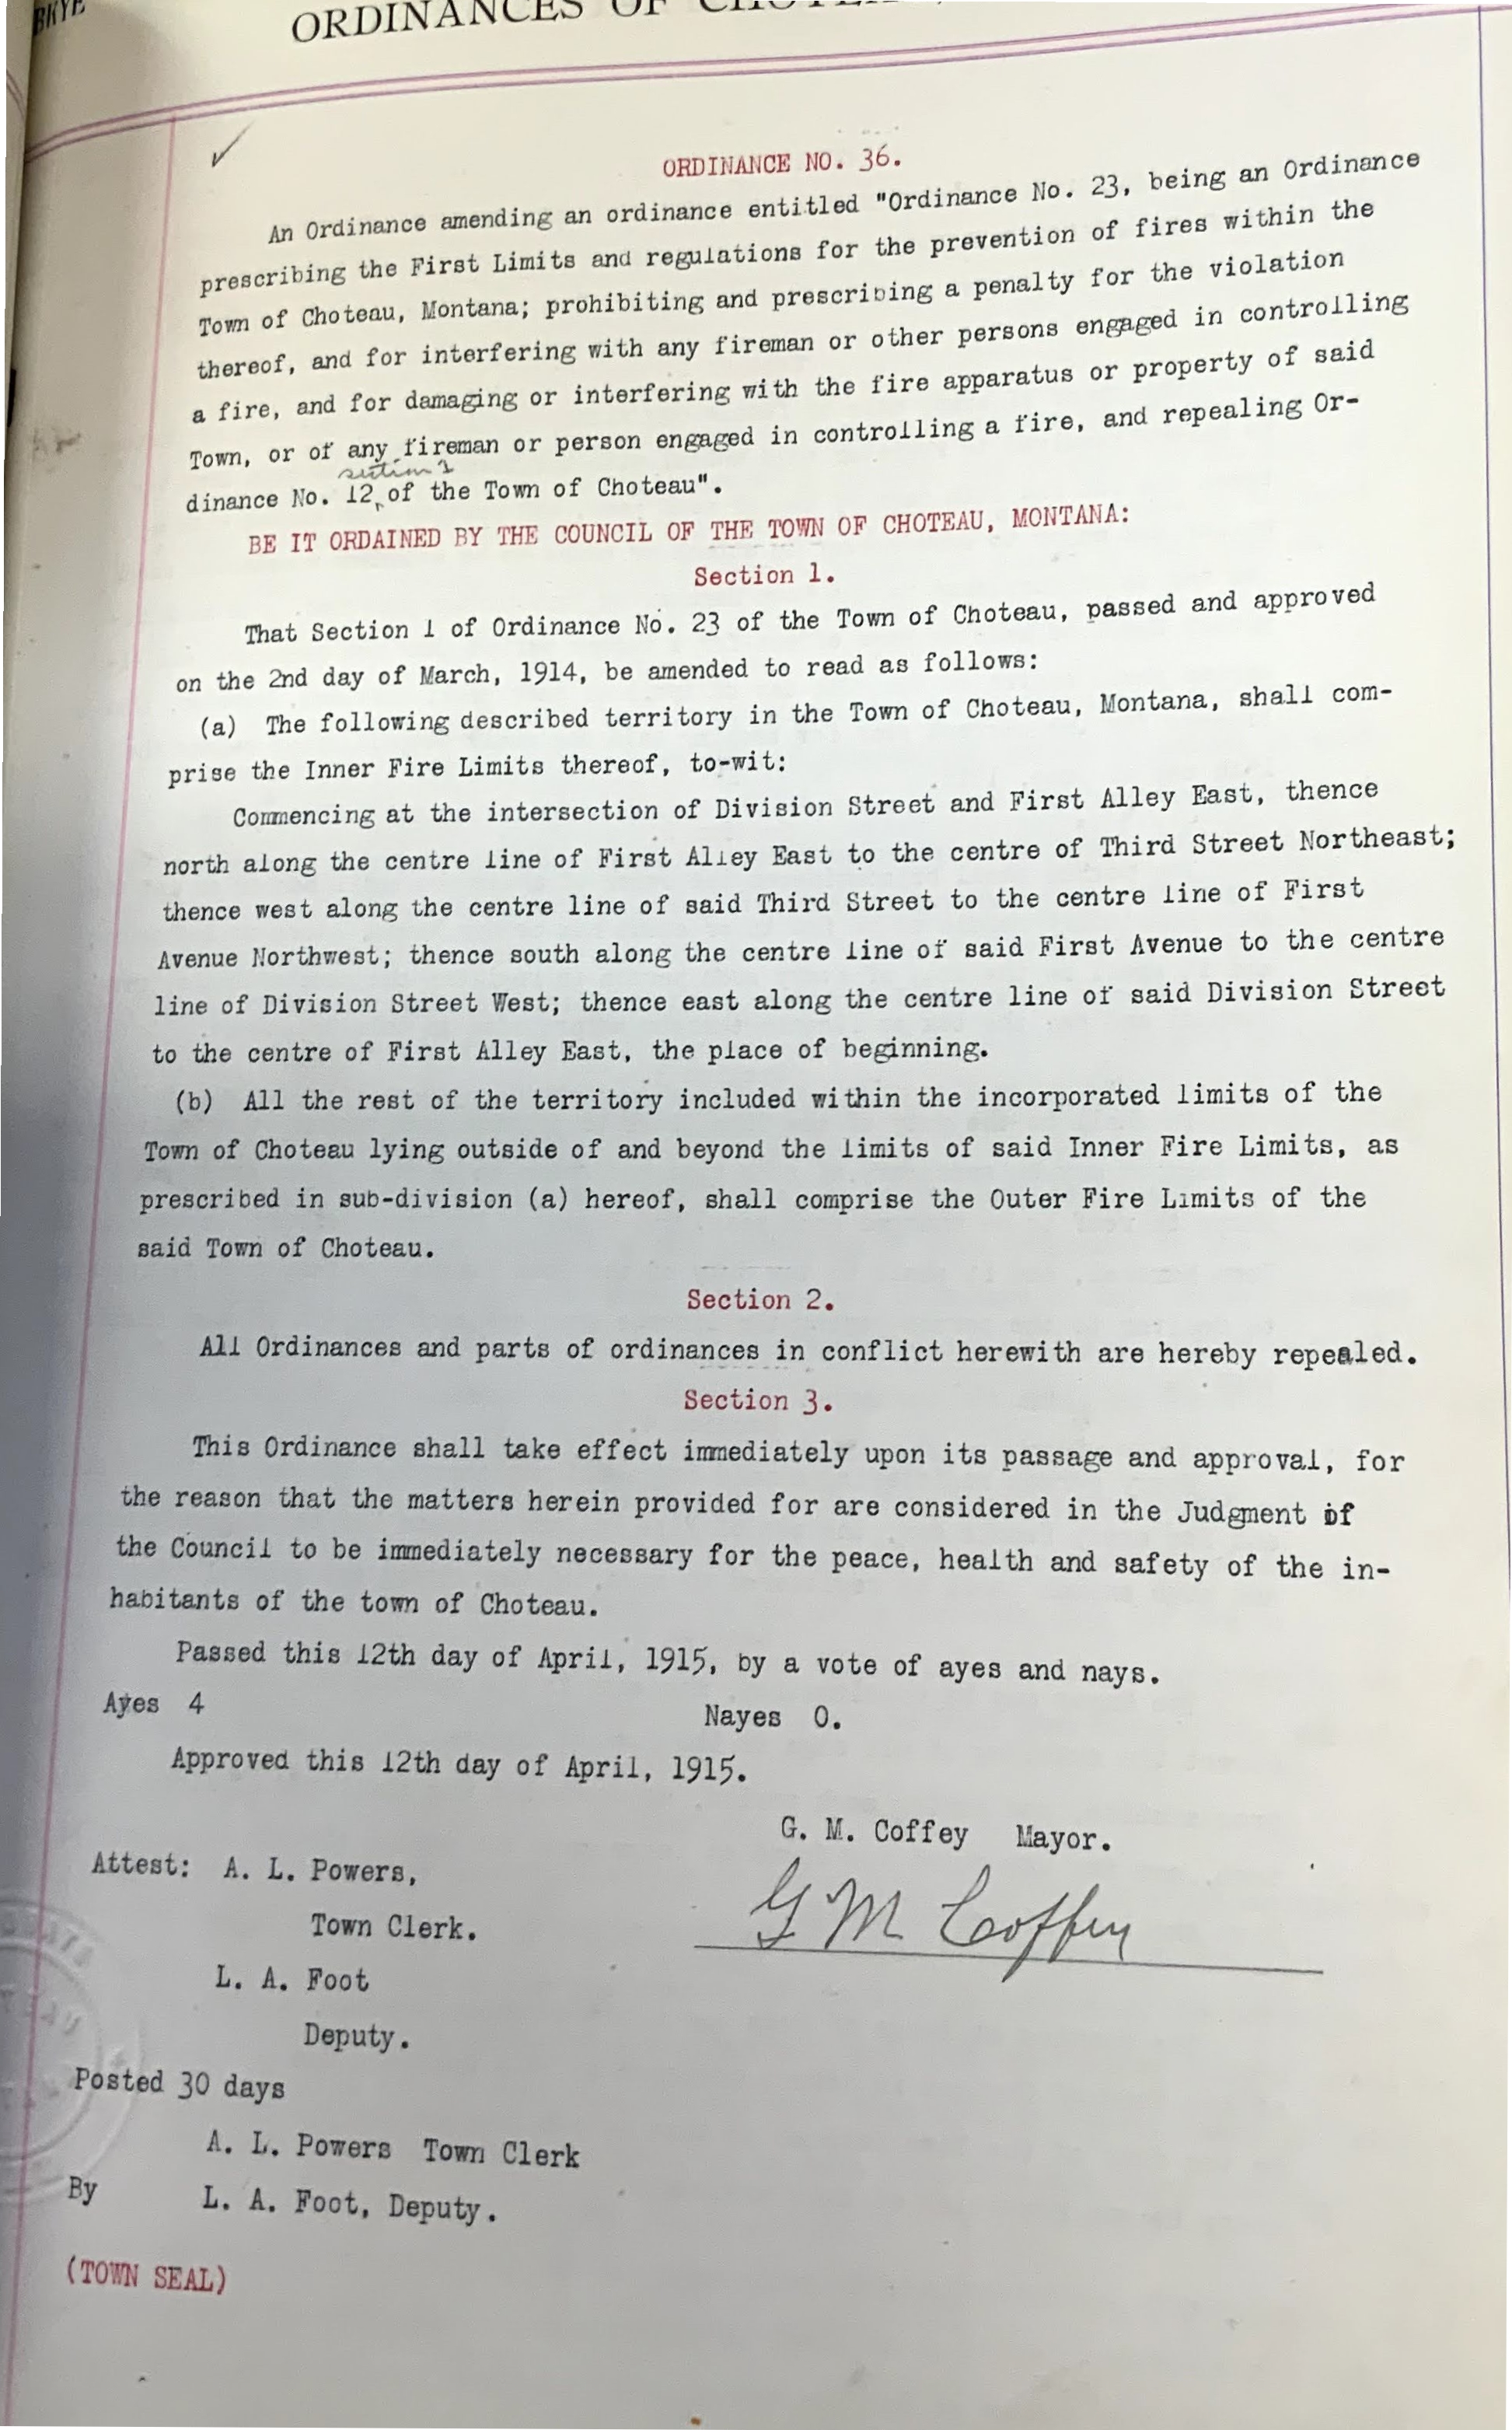 ORDINANCES OF
ORDINANCE NO. 36.
An Ordinance amending an ordinance entitled "Ordinance No. 23, being an Ordinance
prescribing the First Limits and regulations for the prevention of fires within the
Town of Choteau, Montana; prohibiting and prescribing a penalty for the violation
thereof, and for interfering with any fireman or other persons engaged in controlling
a fire, and for damaging or interfering with the fire apparatus or property of said
Town, or of any fireman or person engaged in controlling a fire, and repealing Or-
section 1
dinance No. 12, of the Town of Choteau".
BE IT ORDAINED BY THE COUNCIL OF THE TOWN OF CHOTEAU, MONTANA:
Section 1.
That Section 1 of Ordinance No. 23 of the Town of Choteau, passed and approved
on the 2nd day of March, 1914, be amended to read as follows:
(a) The following described territory in the Town of Choteau, Montana, shall com-
prise the Inner Fire Limits thereof, to-wit:
Commencing at the intersection of Division Street and First Alley East, thence
north along the centre line of First Alley East to the centre of Third Street Northeast;
thence west along the centre line of said Third Street to the centre line of First
Avenue Northwest; thence south along the centre line of said First Avenue to the centre
line of Division Street West; thence east along the centre line of said Division Street
to the centre of First Alley East, the place of beginning.
(b) All the rest of the territory included within the incorporated limits of the
Town of Choteau lying outside of and beyond the limits of said Inner Fire Limits, as
prescribed in sub-division (a) hereof, shall comprise the Outer Fire Limits of the
said Town of Choteau.
Section 2.
All Ordinances and parts of ordinances in conflict herewith are hereby repealed.
Section 3.
This Ordinance shall take effect immediately upon its passage and approval, for
the reason that the matters herein provided for are considered in the Judgment of
the Council to be immediately necessary for the peace, health and safety of the in-
habitants of the town of Choteau.
Passed this 12th day of April, 1915, by a vote of ayes and nays.
Ayes 4 Nayes 0.
Approved this 12th day of April, 1915.
G. M. Coffey Mayor.
Attest: A. L. Powers,
G M Coffey
Town Clerk.
L. A. Foot
Deputy.
Posted 30 days
A. L. Powers Town Clerk
By L. A. Foot, Deputy.
(TOWN SEAL)